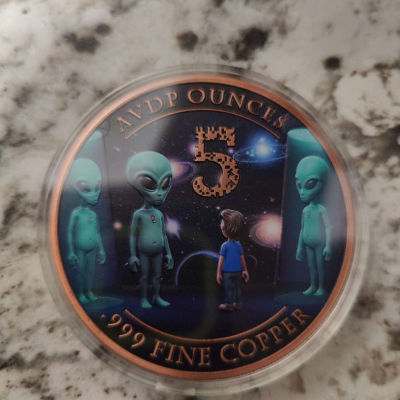 AVDP OUNCES
5
.999 FINE COPPER